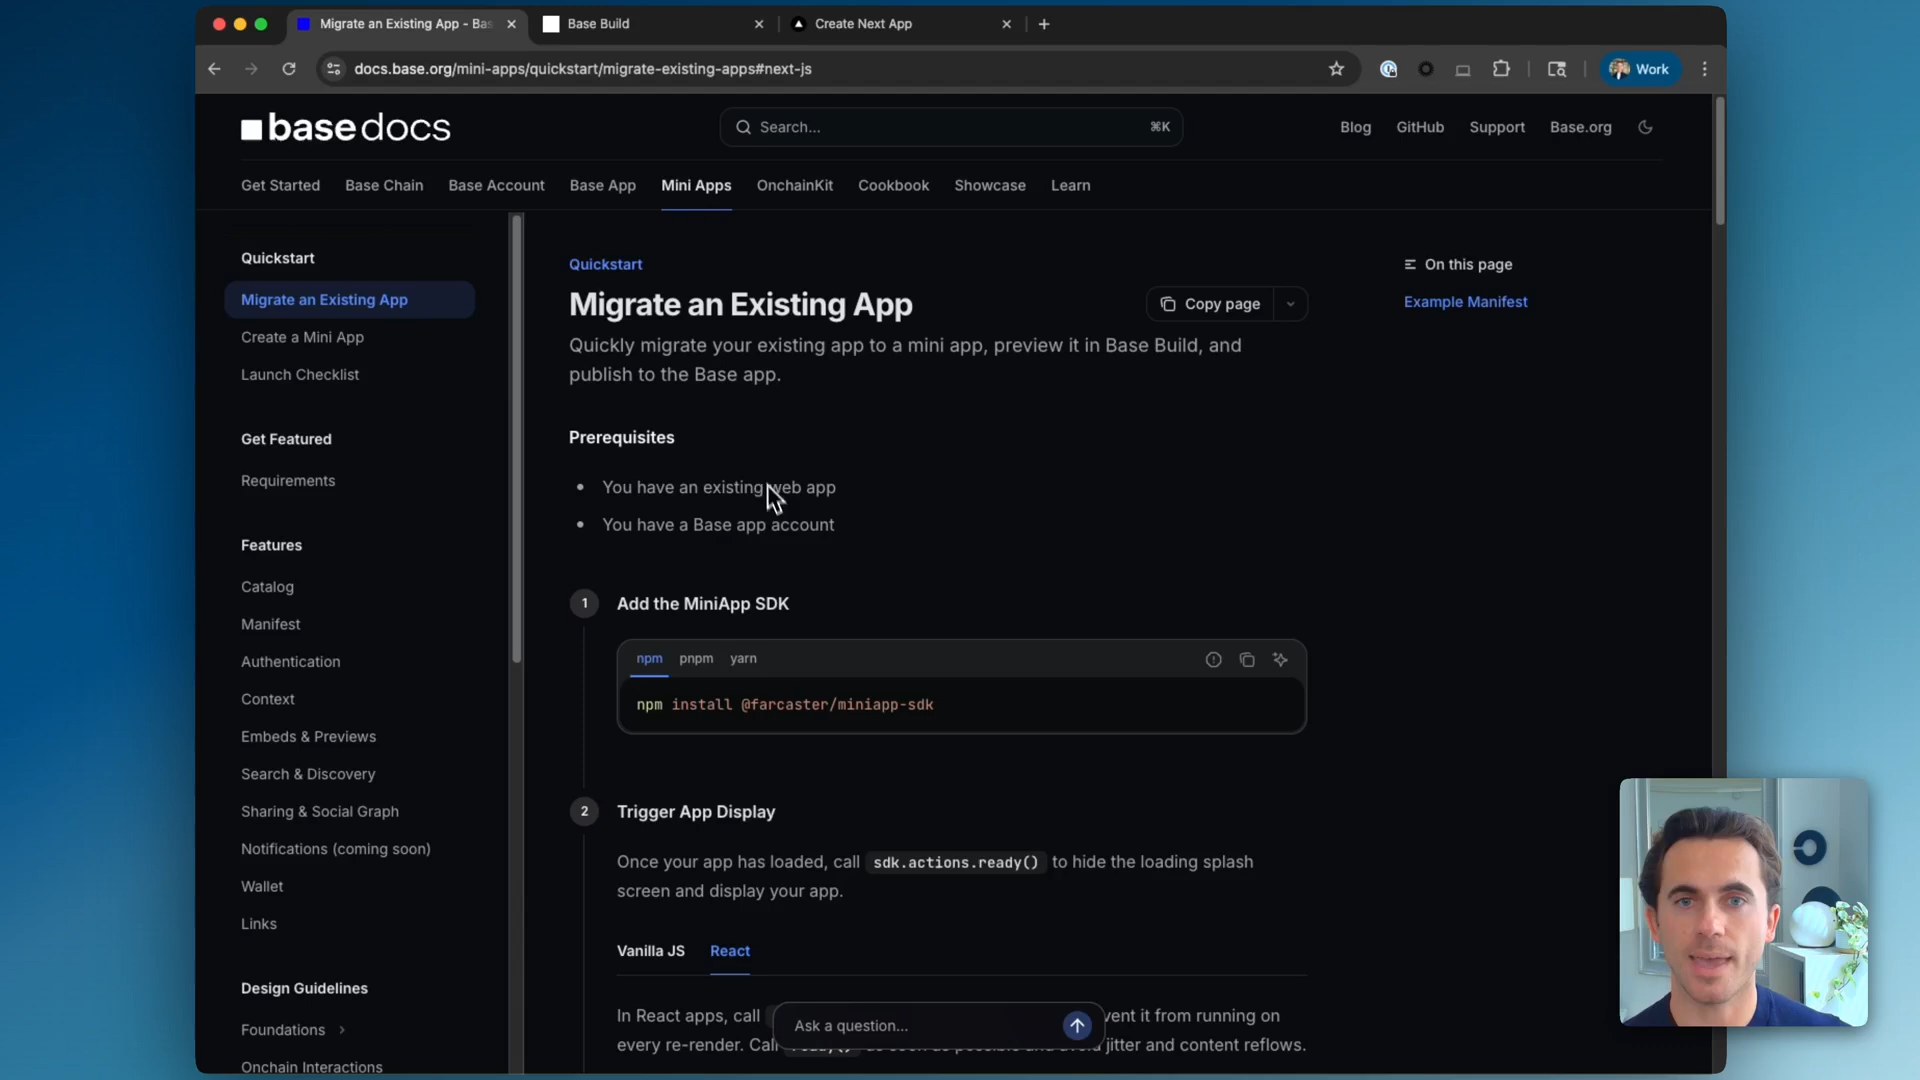 Migrate an Existing App - Bas
Base Build
Create Next App
docs.base.org/mini-apps/quickstart/migrate-existing-apps#next-js
Work
base docs
Search...
⌘K
Blog
GitHub
Support
Base.org
Get Started
Base Chain
Base Account
Base App
Mini Apps
OnchainKit
Cookbook
Showcase
Learn
Quickstart
Migrate an Existing App
Create a Mini App
Launch Checklist
Get Featured
Requirements
Features
Catalog
Manifest
Authentication
Context
Embeds & Previews
Search & Discovery
Sharing & Social Graph
Notifications (coming soon)
Wallet
Links
Design Guidelines
Foundations
Onchain Interactions
Quickstart
Migrate an Existing App
Copy page
Quickly migrate your existing app to a mini app, preview it in Base Build, and
publish to the Base app.
Prerequisites
• You have an existing web app
• You have a Base app account
1
Add the MiniApp SDK
npm
pnpm
yarn
npm install @farcaster/miniapp-sdk
2
Trigger App Display
Once your app has loaded, call sdk.actions.ready() to hide the loading splash
screen and display your app.
Vanilla JS
React
In React apps, call
vent it from running on
every re-render. Call
jitter and content reflows.
Ask a question...
On this page
Example Manifest